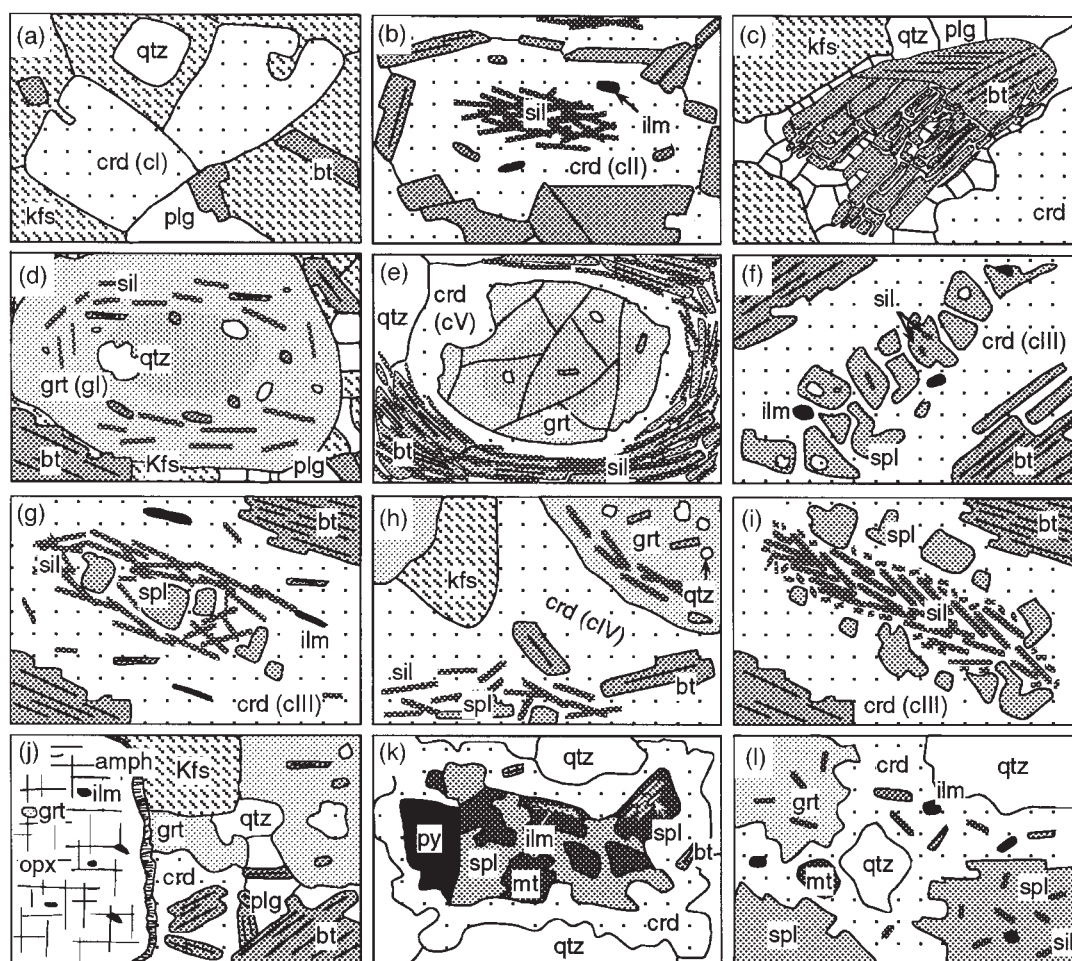 (a)
qtz
crd (cI)
bt
kfs
plg
(b)
sil
ilm
crd (cII)
(c)
kfs
qtz
plg
bt
crd
(d)
sil
qtz
grt (gI)
bt
Kfs
plg
(e)
crd
(cV)
qtz
grt
bt
sil
(f)
sil
crd (cIII)
ilm
spl
bt
(g)
bt
sil
spl
ilm
crd (cIII)
(h)
grt
kfs
qtz
crd (cIV)
sil
spl
bt
(i)
spl
bt
sil
crd (cIII)
(j)
amph
Kfs
ilm
grt
grt
qtz
opx
crd
plg
bt
(k)
qtz
py
ilm
spl
spl
bt
mt
crd
qtz
(l)
crd
qtz
grt
ilm
qtz
mt
spl
spl
sil